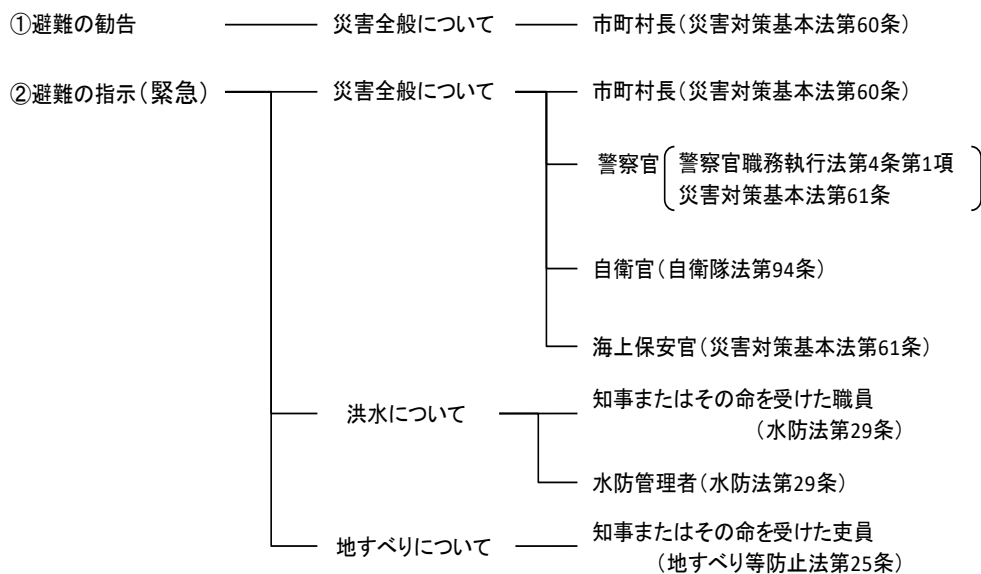 ①避難の勧告 災害全般について 市町村長(災害対策基本法第60条)
②避難の指示(緊急) 災害全般について 市町村長(災害対策基本法第60条)
警察官 警察官職務執行法第4条第1項
災害対策基本法第61条
自衛官(自衛隊法第94条)
海上保安官(災害対策基本法第61条)
洪水について 知事またはその命を受けた職員
(水防法第29条)
水防管理者(水防法第29条)
地すべりについて 知事またはその命を受けた吏員
(地すべり等防止法第25条)